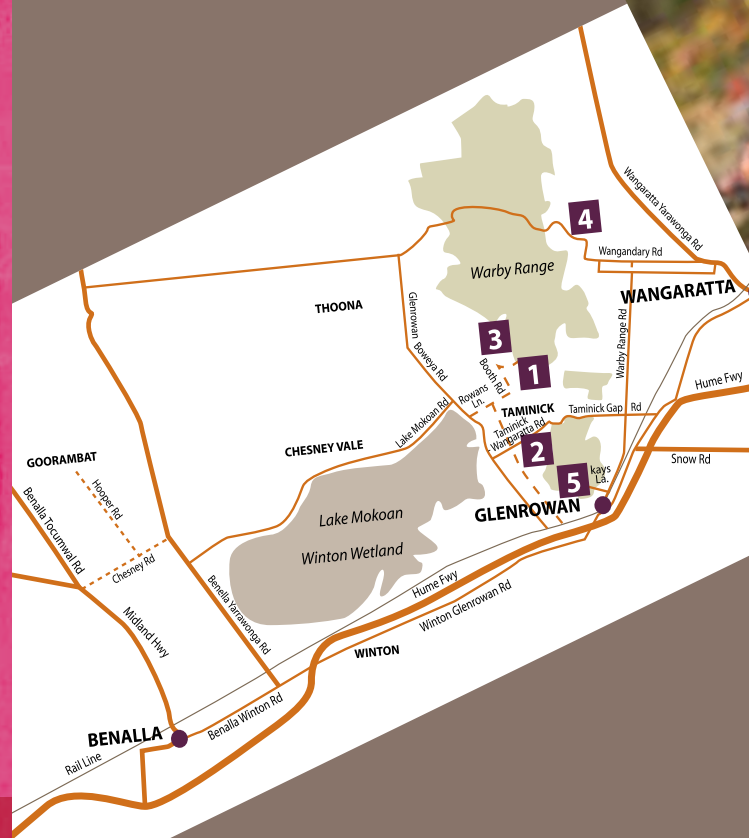 Wangaratta Yarawonga Rd
4
Wangandary Rd
Warby Range
WANGARATTA
THOONA
Glenrowan
Boweya Rd
Warby Range Rd
3
Booth Rd
1
Hume Fwy
Rowans
Ln.
TAMINICK
Taminick Gap Rd
Lake Mokoan Rd
Taminick
- Wangaratta Rd
CHESNEY VALE
2
GOORAMBAT
Snow Rd
kays
La.
5
Hooper Rd
Benalla Tocumwal Rd
Lake Mokoan
GLENROWAN
Winton Wetland
Chesney Rd
Hume Fwy
Benella Yarrawonga Rd
Winton Glenrowan Rd
Midland Hwy
WINTON
Benalla Winton Rd
BENALLA
Rail Line